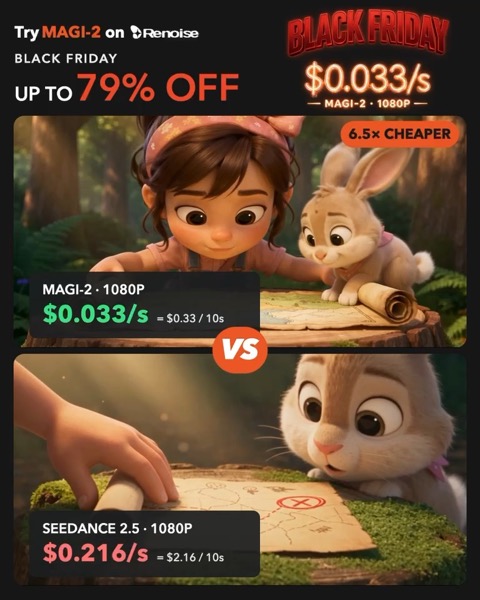 Try MAGI-2 on Renoise
BLACK FRIDAY
UP TO 79% OFF
BLACK FRIDAY
$0.033/s
MAGI-2 · 1080P
6.5× CHEAPER
MAGI-2 · 1080P
$0.033/s = $0.33 / 10s
VS
SEEDANCE 2.5 · 1080P
$0.216/s = $2.16 / 10s